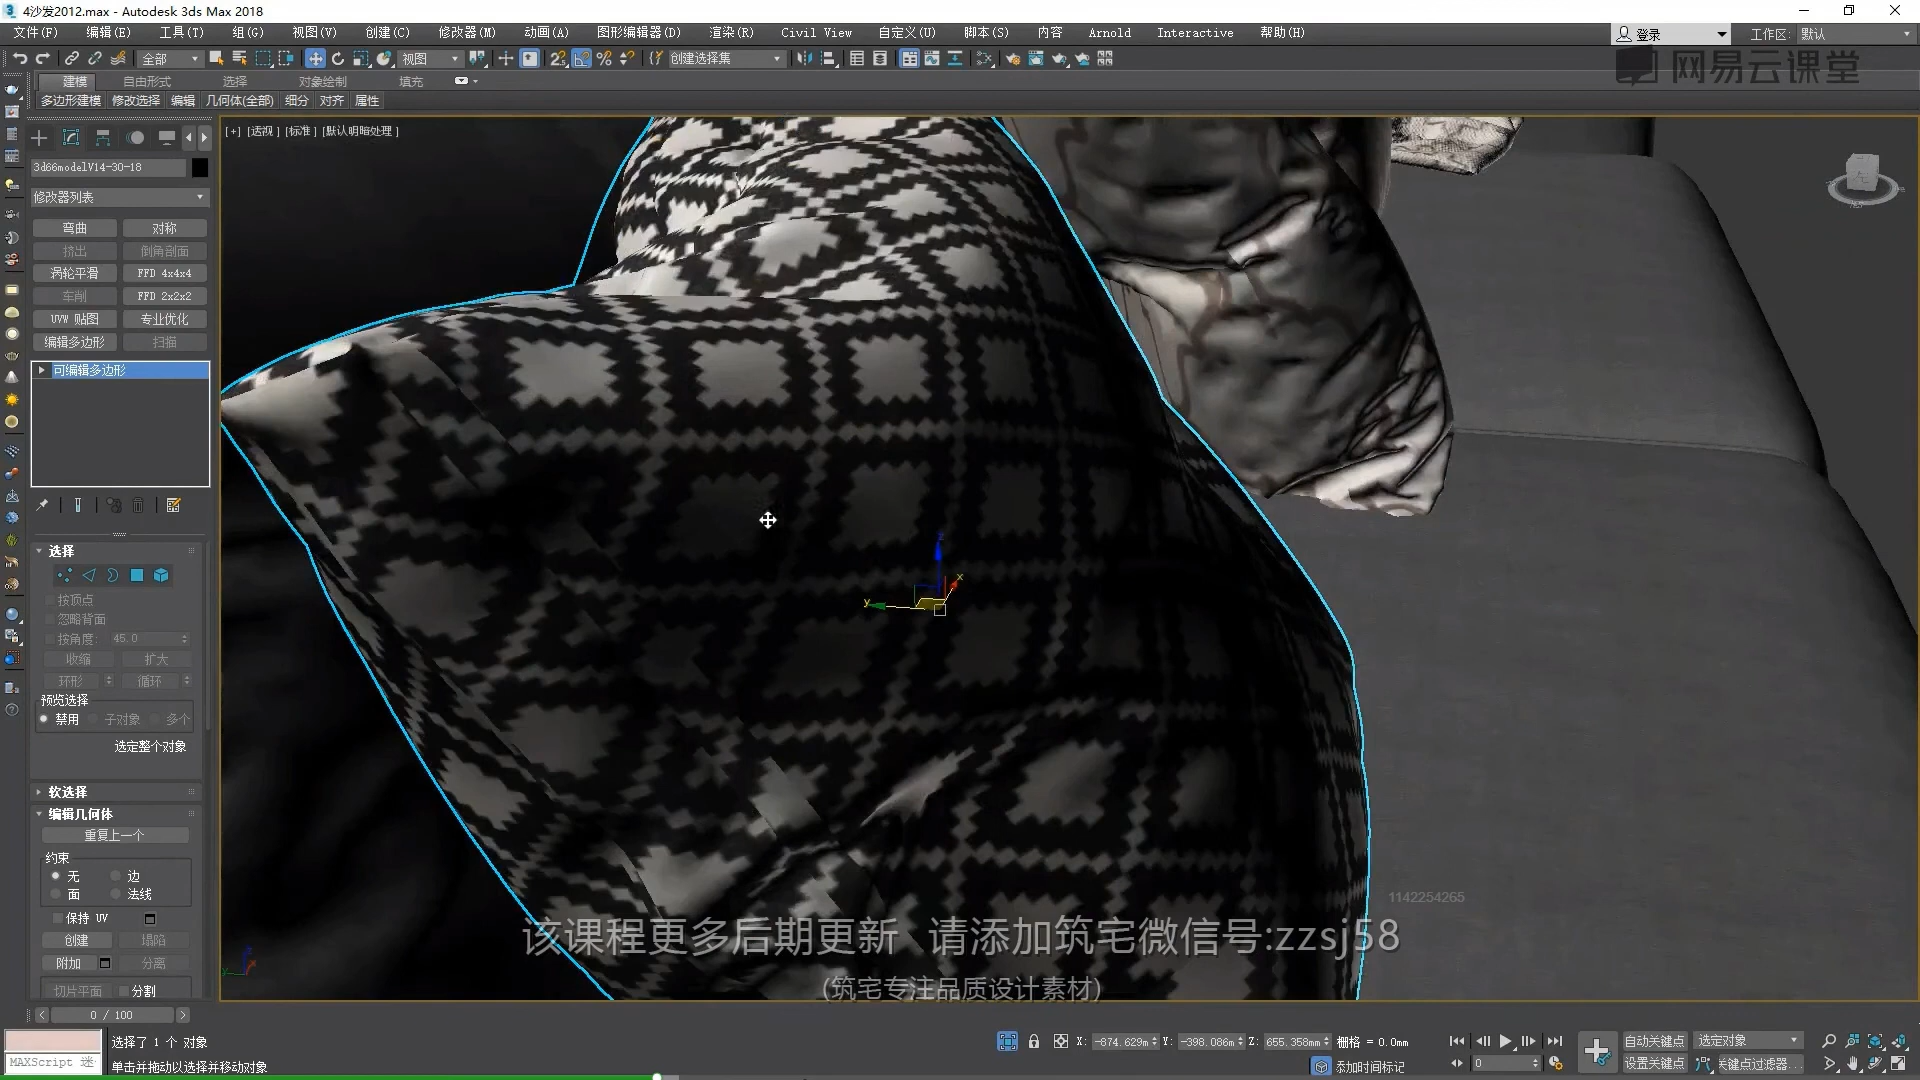 4沙发2012.max - Autodesk 3ds Max 2018
文件(F) 编辑(E) 工具(T) 组(G) 视图(V) 创建(C) 修改器(M) 动画(A) 图形编辑器(D) 渲染(R) Civil View 自定义(U) 脚本(S) 内容 Arnold Interactive 帮助(H) 登录 工作区: 默认
全部 视图 创建选择集
网易云课堂
建模 自由形式 选择 对象绘制 填充
多边形建模 修改选择 编辑 几何体(全部) 细分 对齐 属性
[+] [透视] [标准] [默认明暗处理]
3d66modelV14-30-18
修改器列表
弯曲 对称
挤出 倒角剖面
涡轮平滑 FFD 4x4x4
车削 FFD 2x2x2
UVW 贴图 专业优化
编辑多边形 扫描
可编辑多边形
选择
按顶点
忽略背面
按角度: 45.0
收缩 扩大
环形 循环
预览选择
禁用 子对象 多个
选定整个对象
软选择
编辑几何体
重复上一个
约束
无 边
面 法线
保持 UV
创建 塌陷
附加 分离
切片平面 分割
z
x
y
1142254265
该课程更多后期更新 请添加筑宅微信号:zzsj58
(筑宅专注品质设计素材)
0 / 100
选择了 1 个 对象
MAXScript 迷
单击并拖动以选择并移动对象
X: -874.629m Y: -398.086m Z: 655.358mm 栅格 = 0.0mm
添加时间标记
0
自动关键点 选定对象
设置关键点 关键点过滤器...